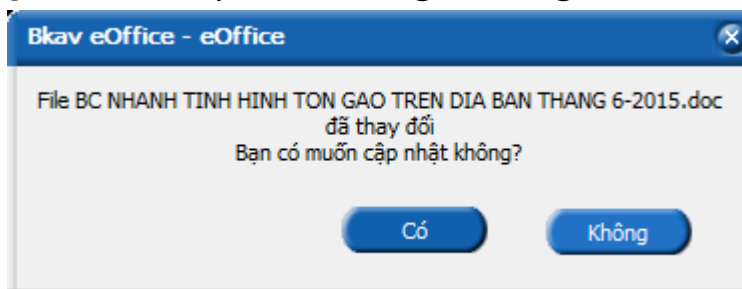 Bkav eOffice - eOffice
File BC NHANH TINH HINH TON GAO TREN DIA BAN THANG 6-2015.doc
đã thay đổi
Bạn có muốn cập nhật không?
Có
Không